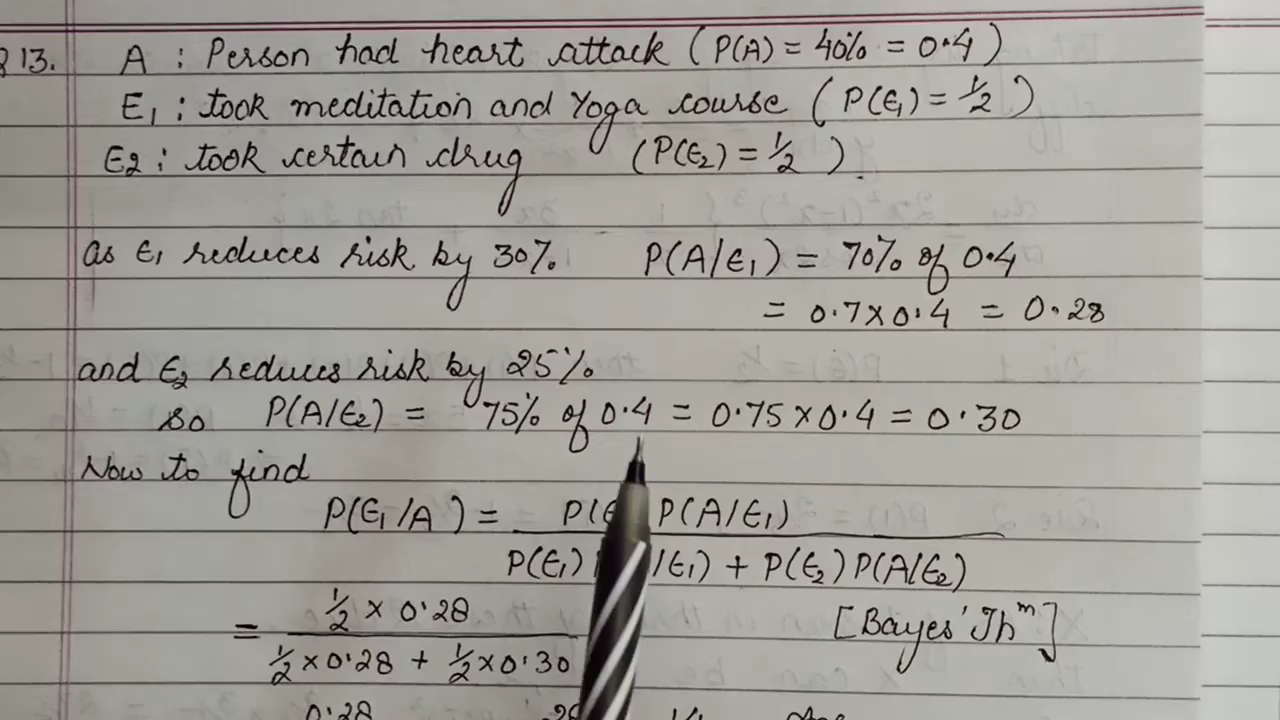 13. A : Person had heart attack (P(A) = 40% = 0.4)
E₁ : took meditation and Yoga course (P(E₁) = ½)
E2 : took certain drug (P(E₂) = ½)
as E₁ reduces risk by 30%. P(A/E₁) = 70% of 0.4
= 0.7 x 0.4 = 0.28
and E₂ reduces risk by 25%.
so P(A/E₂) = 75% of 0.4 = 0.75 x 0.4 = 0.30
Now to find
P(E₁/A) = P(E P(A/E₁)
P(E₁) /E₁) + P(E₂) P(A/E₂)
= ½ x 0.28
½ x 0.28 + ½ x 0.30 [Bayes' Thᵐ]
0.28